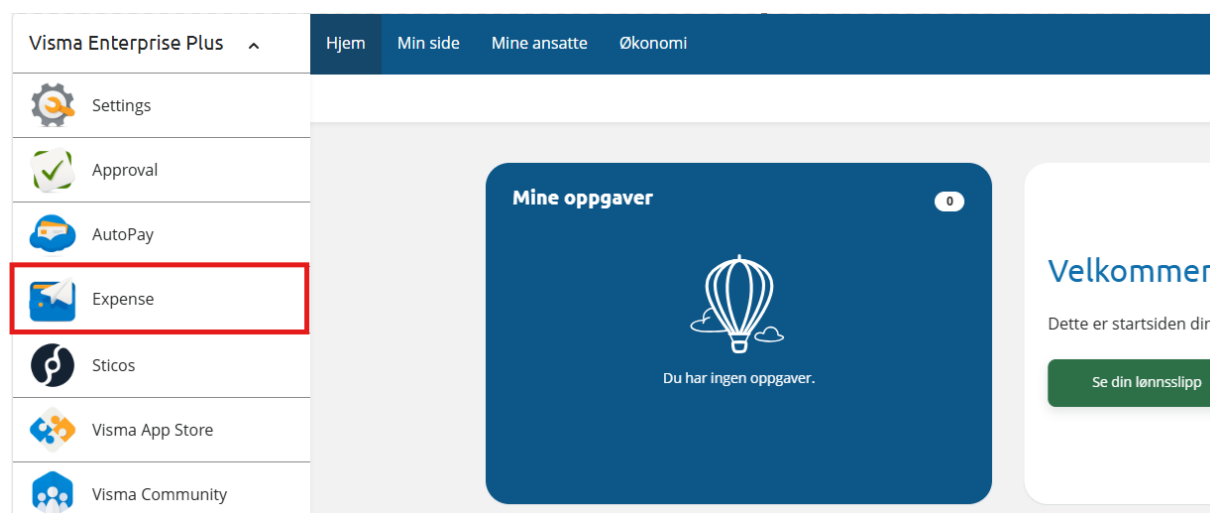 Visma Enterprise Plus
Hjem Min side Mine ansatte Økonomi
Settings
Approval
AutoPay
Expense
Sticos
Visma App Store
Visma Community
Mine oppgaver 0
Du har ingen oppgaver.
Velkommen
Dette er startsiden din
Se din lønnsslipp